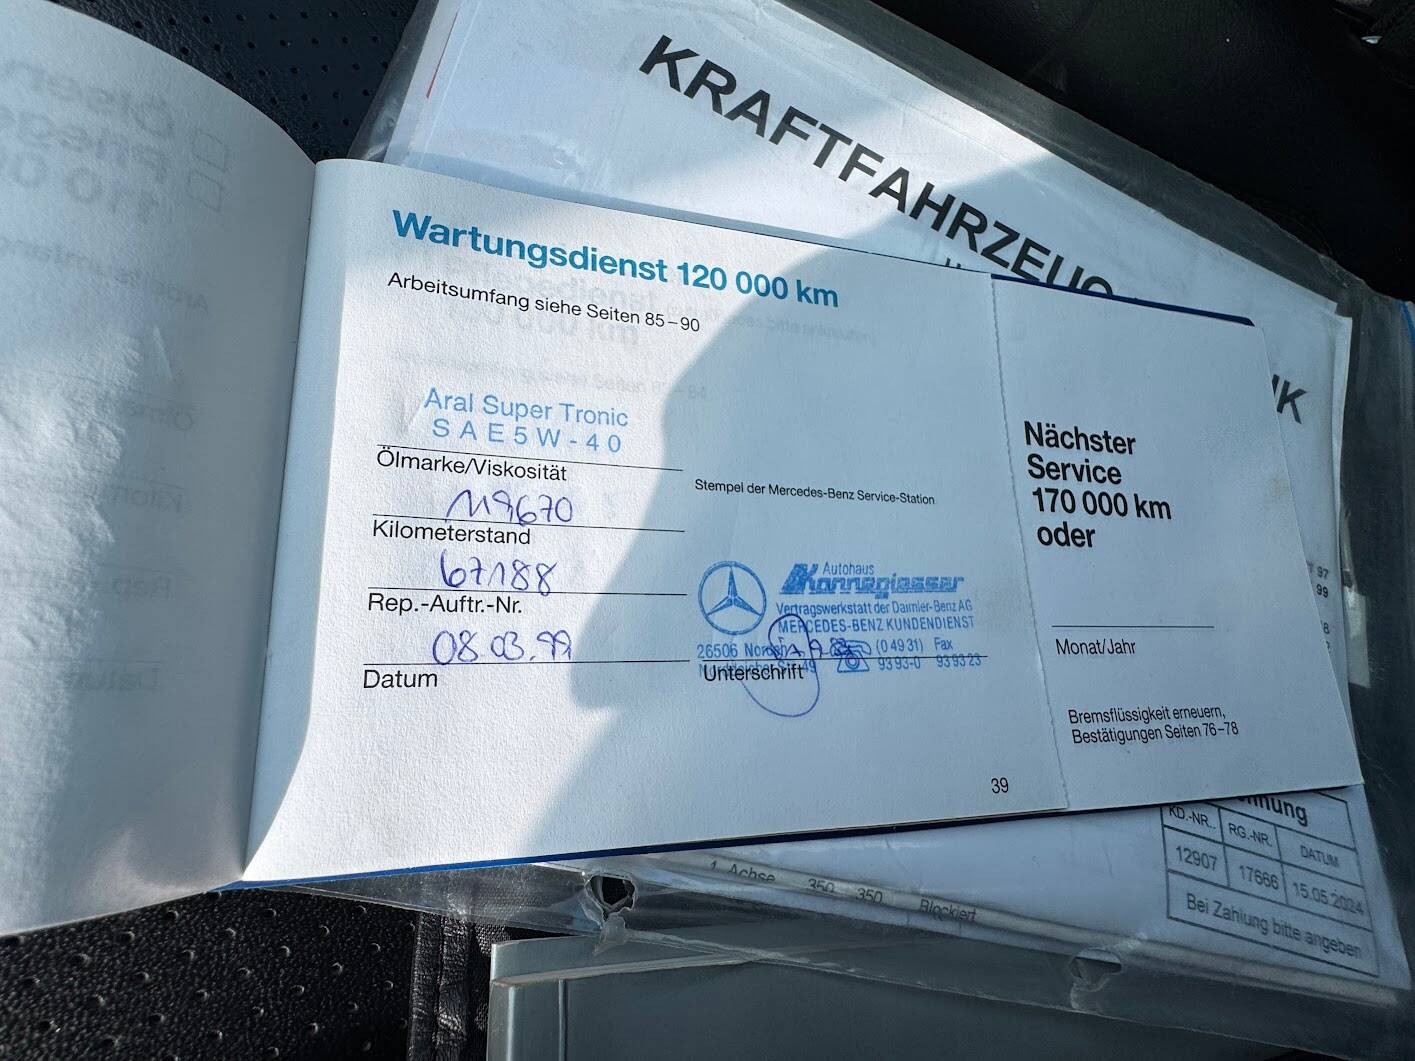 KRAFTFAHRZEUG
Wartungsdienst 120 000 km
Arbeitsumfang siehe Seiten 85–90
Aral Super Tronic
SAE5W-40
Ölmarke/Viskosität
119670
Kilometerstand
67188
Rep.-Auftr.-Nr.
08.03.99
Datum
Stempel der Mercedes-Benz Service-Station
Autohaus
Kannegiesser
Vertragswerkstatt der Daimler-Benz AG
MERCEDES-BENZ KUNDENDIENST
26506 Norden (04931) Fax
93 93-0 93 93 23
Unterschrift
39
Nächster
Service
170 000 km
oder
Monat/Jahr
Bremsflüssigkeit erneuern,
Bestätigungen Seiten 76–78
KD.-NR. RG.-NR. DATUM
12907 17666 15.05.2024
Bei Zahlung bitte angeben
1. Achse 350 350 Blockiert